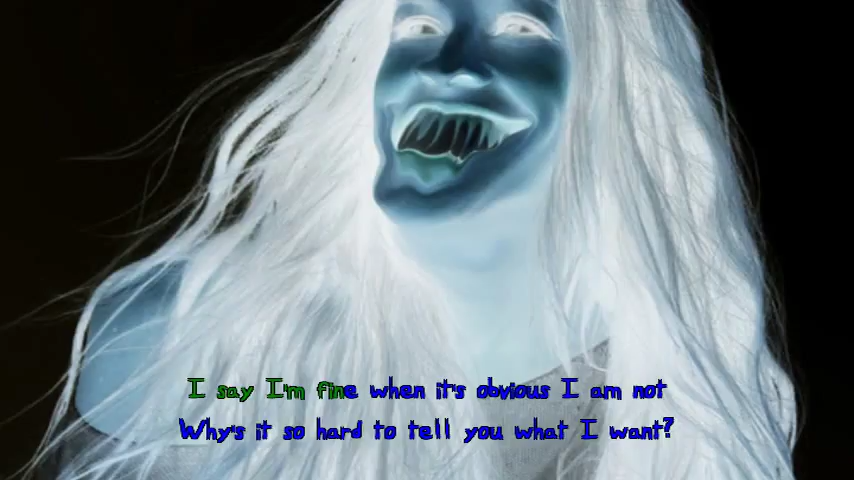 I say I'm fine when it's obvious I am not
Why's it so hard to tell you what I want?